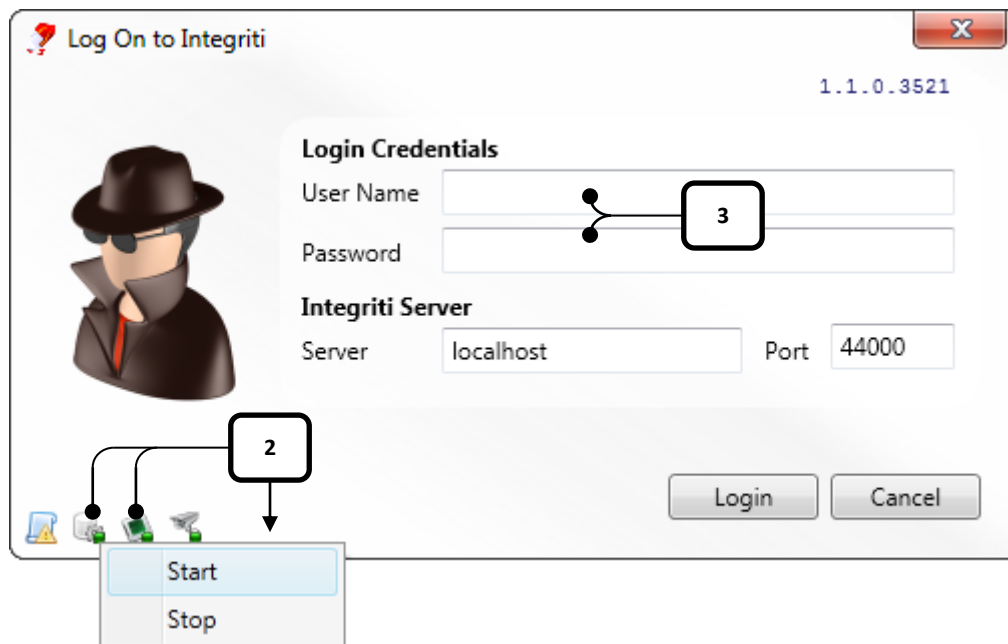 Log On to Integriti
1.1.0.3521
Login Credentials
User Name
3
Password
Integriti Server
Server localhost Port 44000
2
Login Cancel
Start
Stop